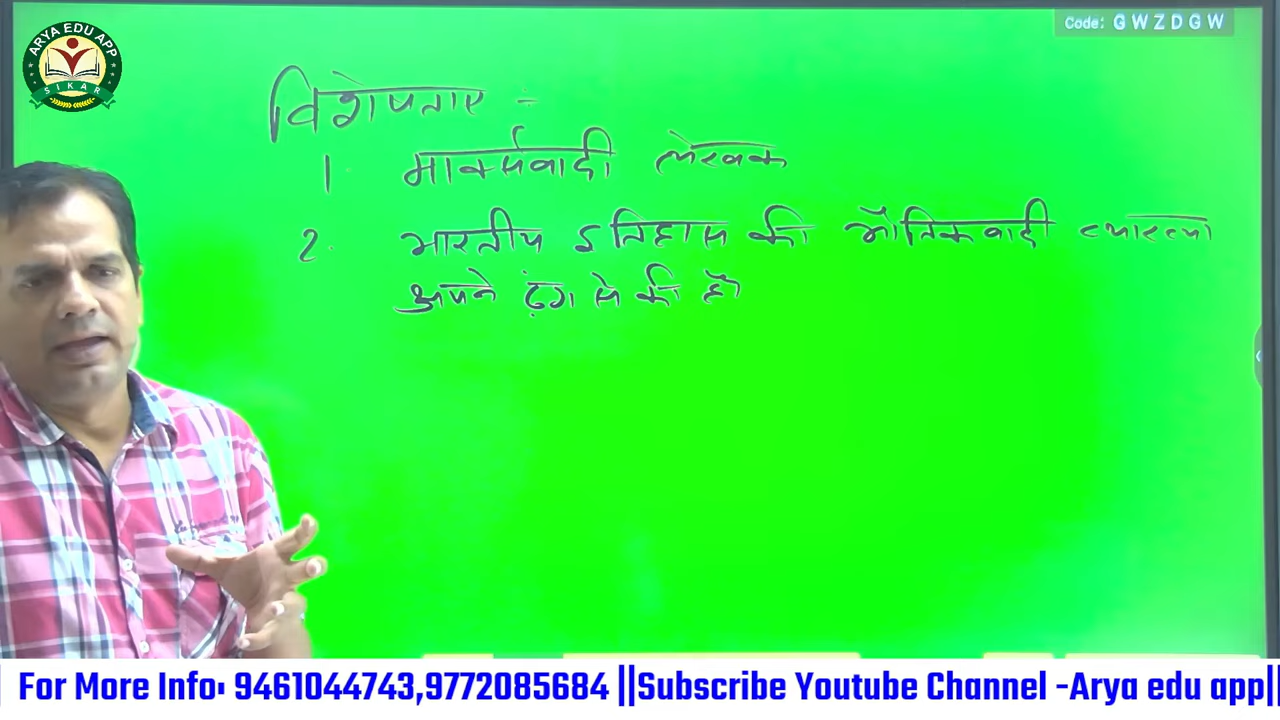 ARYA EDU APP
SIKAR
Code: G W Z D G W
विशेषताए :-
1. मार्क्सवादी लेखक
2. भारतीय इतिहास की भौतिकवादी व्याख्या
अपने ढ़ंग से की है
For More Info: 9461044743,9772085684 ||Subscribe Youtube Channel -Arya edu app||